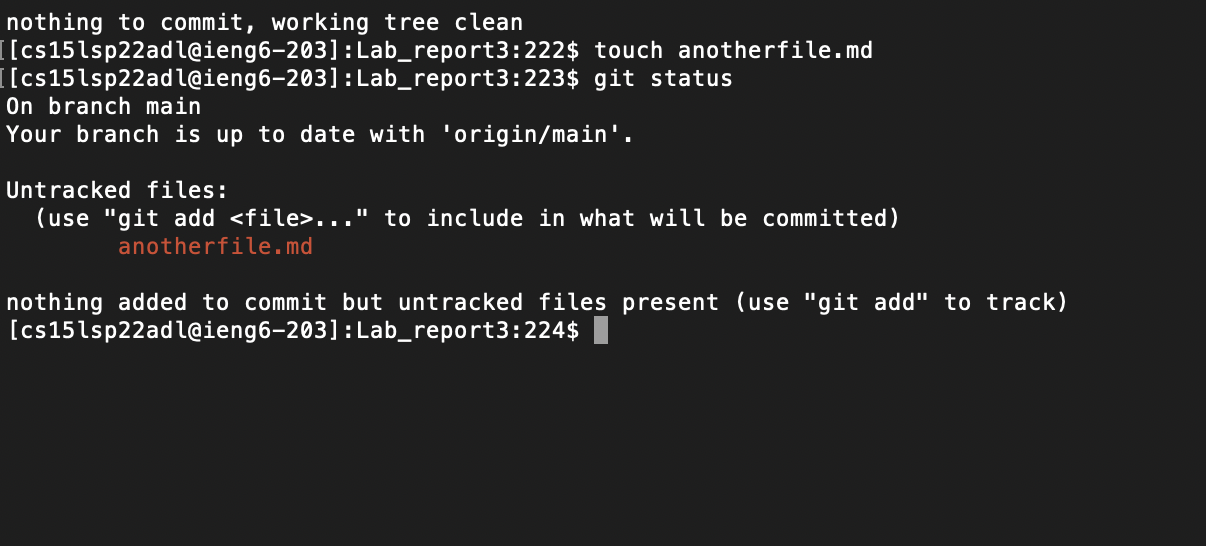 nothing to commit, working tree clean
[[cs15lsp22adl@ieng6-203]:Lab_report3:222$ touch anotherfile.md
[[cs15lsp22adl@ieng6-203]:Lab_report3:223$ git status
On branch main
Your branch is up to date with 'origin/main'.
Untracked files:
  (use "git add <file>..." to include in what will be committed)
        anotherfile.md
nothing added to commit but untracked files present (use "git add" to track)
[cs15lsp22adl@ieng6-203]:Lab_report3:224$